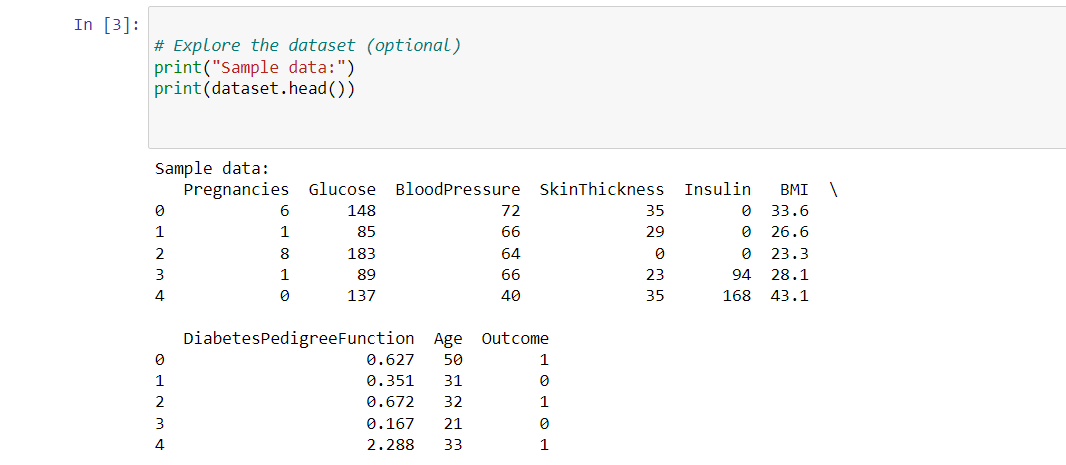 In [3]:
# Explore the dataset (optional)
print("Sample data:")
print(dataset.head())
Sample data:
   Pregnancies  Glucose  BloodPressure  SkinThickness  Insulin   BMI  \
0            6      148             72             35        0  33.6
1            1       85             66             29        0  26.6
2            8      183             64              0        0  23.3
3            1       89             66             23       94  28.1
4            0      137             40             35      168  43.1
   DiabetesPedigreeFunction  Age  Outcome
0                     0.627   50        1
1                     0.351   31        0
2                     0.672   32        1
3                     0.167   21        0
4                     2.288   33        1